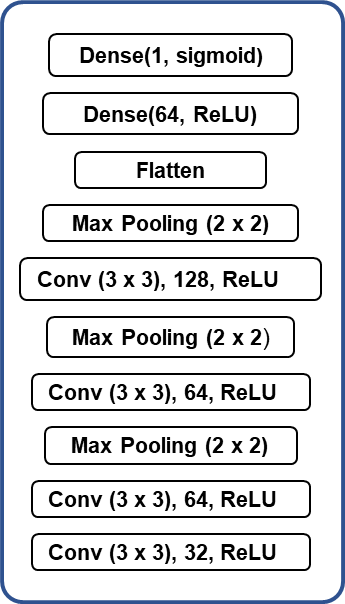 Dense(1, sigmoid)
Dense(64, ReLU)
Flatten
Max Pooling (2 x 2)
Conv (3 x 3), 128, ReLU
Max Pooling (2 x 2)
Conv (3 x 3), 64, ReLU
Max Pooling (2 x 2)
Conv (3 x 3), 64, ReLU
Conv (3 x 3), 32, ReLU